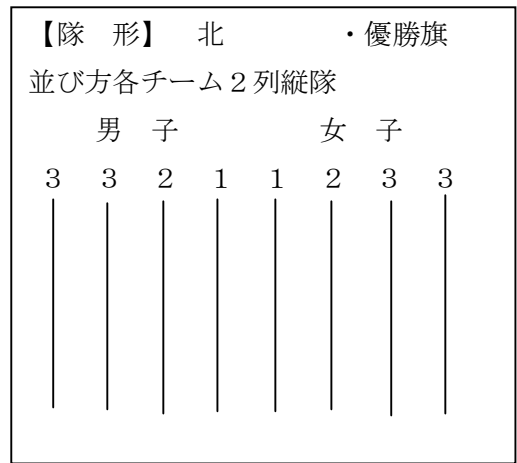 【隊　形】　北　　　　・優勝旗
並び方各チーム２列縦隊
男　子　　　　　女　子
３　３　２　１　１　２　３　３